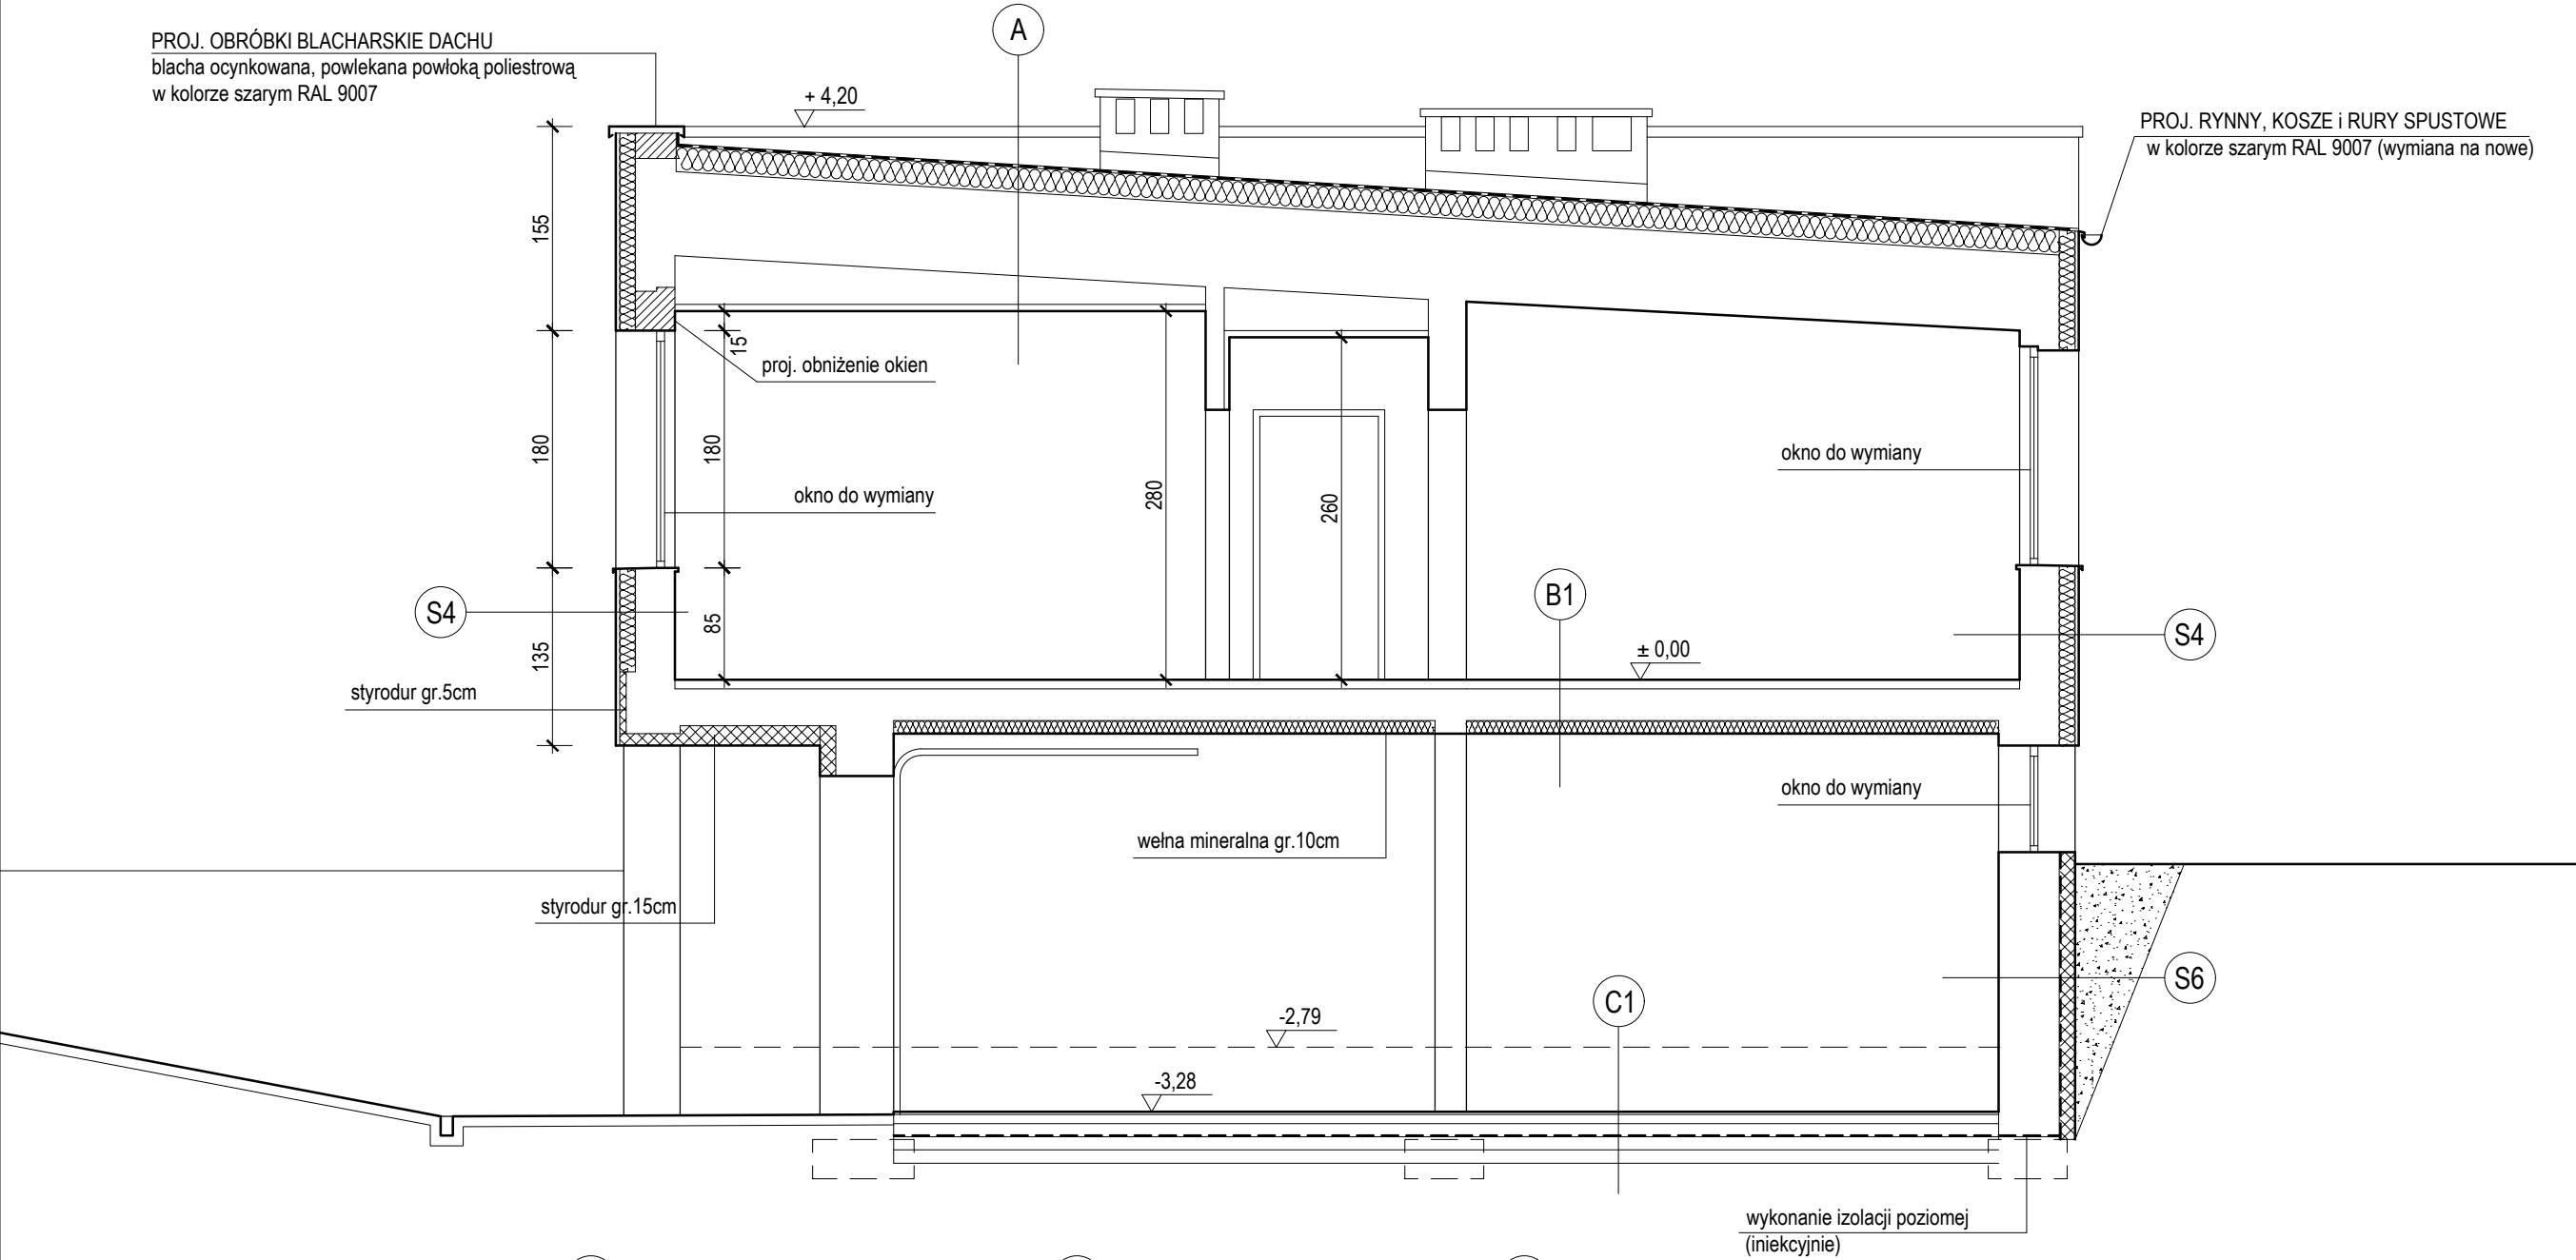 A
PROJ. OBRÓBKI BLACHARSKIE DACHU
blacha ocynkowana, powlekana powłoką poliestrową
w kolorze szarym RAL 9007
+ 4,20
PROJ. RYNNY, KOSZE i RURY SPUSTOWE
w kolorze szarym RAL 9007 (wymiana na nowe)
155
15
proj. obniżenie okien
180
180
okno do wymiany
280
260
okno do wymiany
S4
85
135
B1
± 0,00
S4
styrodur gr.5cm
okno do wymiany
wełna mineralna gr.10cm
styrodur gr.15cm
S6
C1
-2,79
-3,28
wykonanie izolacji poziomej
(iniekcyjnie)